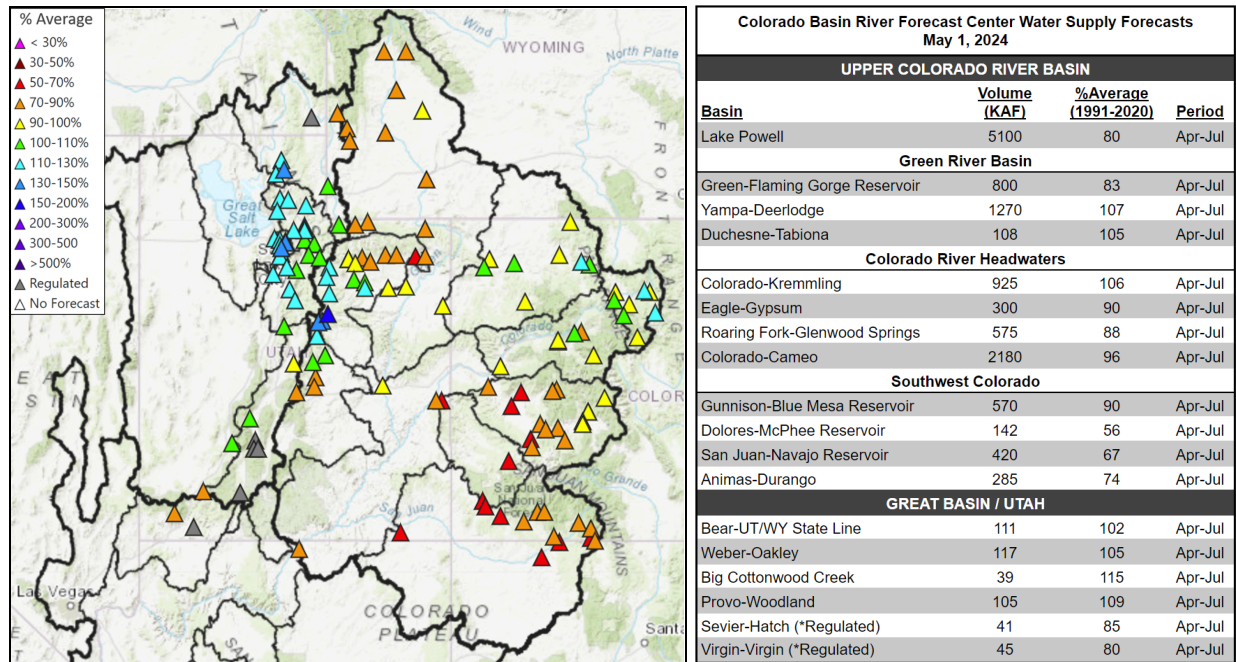 % Average
< 30%
30-50%
50-70%
70-90%
90-100%
100-110%
110-130%
130-150%
150-200%
200-300%
300-500
>500%
Regulated
No Forecast
Wind
WYOMING
North Platte
Great
Salt
Lake
Colorado
COLOR
San Juan
National
Rio Grande
SAN JUAN MOUNTAINS
San Juan
Las Vegas
COLORADO
PLATEAU
Santa
Colorado Basin River Forecast Center Water Supply Forecasts
May 1, 2024
UPPER COLORADO RIVER BASIN
Basin Volume (KAF) %Average (1991-2020) Period
Lake Powell 5100 80 Apr-Jul
Green River Basin
Green-Flaming Gorge Reservoir 800 83 Apr-Jul
Yampa-Deerlodge 1270 107 Apr-Jul
Duchesne-Tabiona 108 105 Apr-Jul
Colorado River Headwaters
Colorado-Kremmling 925 106 Apr-Jul
Eagle-Gypsum 300 90 Apr-Jul
Roaring Fork-Glenwood Springs 575 88 Apr-Jul
Colorado-Cameo 2180 96 Apr-Jul
Southwest Colorado
Gunnison-Blue Mesa Reservoir 570 90 Apr-Jul
Dolores-McPhee Reservoir 142 56 Apr-Jul
San Juan-Navajo Reservoir 420 67 Apr-Jul
Animas-Durango 285 74 Apr-Jul
GREAT BASIN / UTAH
Bear-UT/WY State Line 111 102 Apr-Jul
Weber-Oakley 117 105 Apr-Jul
Big Cottonwood Creek 39 115 Apr-Jul
Provo-Woodland 105 109 Apr-Jul
Sevier-Hatch (*Regulated) 41 85 Apr-Jul
Virgin-Virgin (*Regulated) 45 80 Apr-Jul